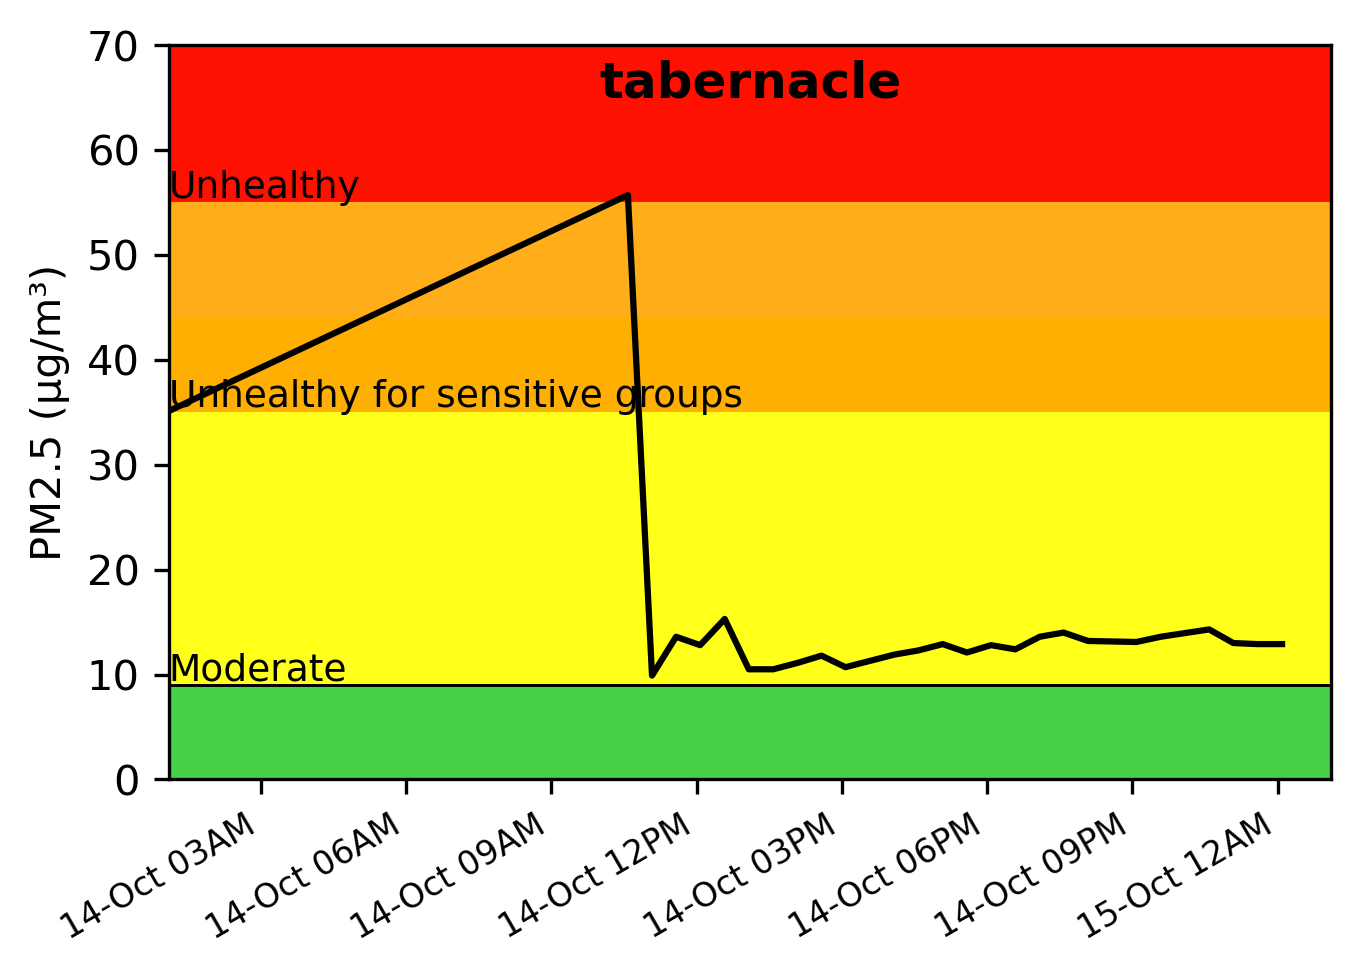 tabernacle
70
60
50
40
30
20
10
0
PM2.5 (µg/m³)
Unhealthy
Unhealthy for sensitive groups
Moderate
14-Oct 03AM
14-Oct 06AM
14-Oct 09AM
14-Oct 12PM
14-Oct 03PM
14-Oct 06PM
14-Oct 09PM
15-Oct 12AM